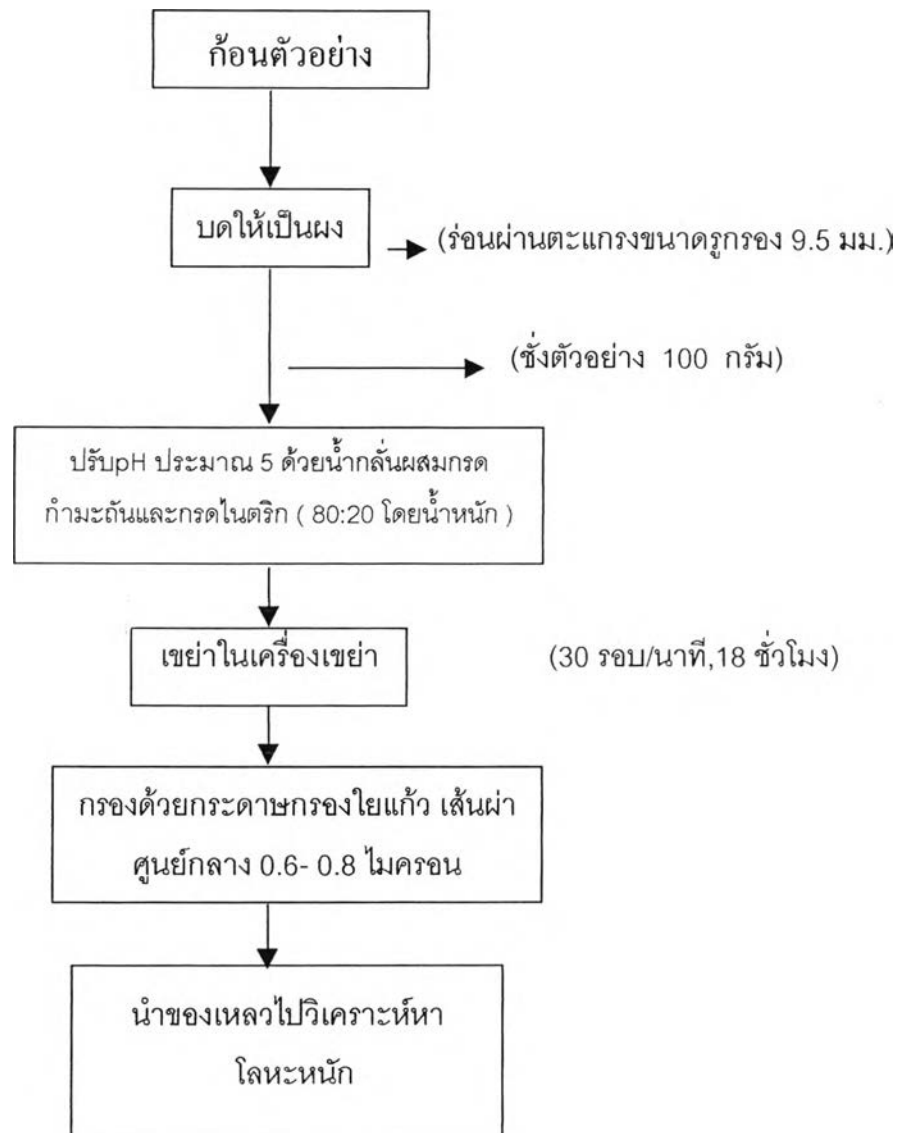 ก้อนตัวอย่าง
บดให้เป็นผง
(ร่อนผ่านตะแกรงขนาดรูกรอง 9.5 มม.)
(ชั่งตัวอย่าง 100 กรัม)
ปรับpH ประมาณ 5 ด้วยน้ำกลั่นผสมกรด
กำมะถันและกรดไนตริก ( 80:20 โดยน้ำหนัก )
เขย่าในเครื่องเขย่า
(30 รอบ/นาที,18 ชั่วโมง)
กรองด้วยกระดาษกรองใยแก้ว เส้นผ่า
ศูนย์กลาง 0.6- 0.8 ไมครอน
นำของเหลวไปวิเคราะห์หา
โลหะหนัก